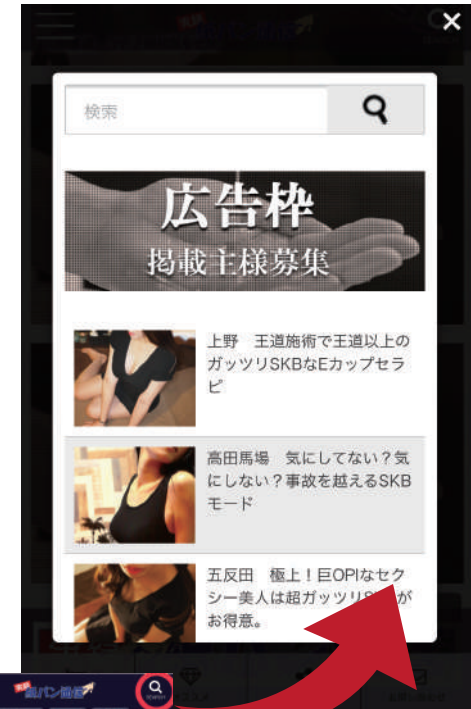 検索
広告枠
掲載主様募集
上野 王道施術で王道以上の
ガッツリSKBなEカップセラ
ピ
高田馬場 気にしてない？気
にしない？事故を越えるSKB
モード
五反田 極上！巨OPIなセク
シー美人は超ガッツリS
が
お得意。
SEARCH